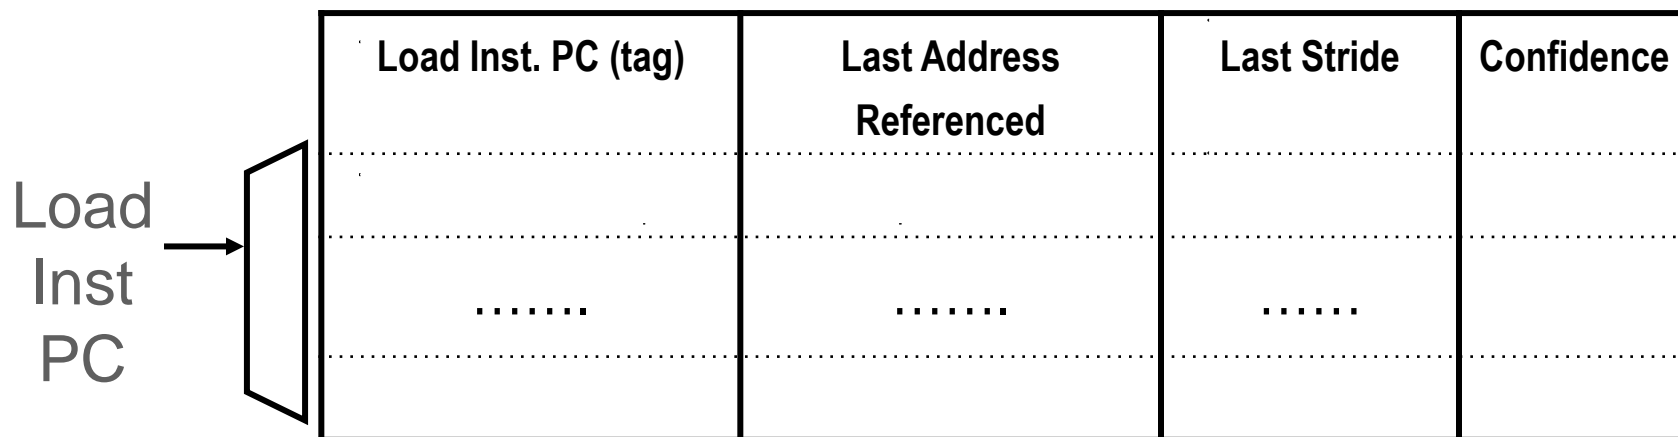 Load Inst. PC (tag)
Last Address
Referenced
Last Stride
Confidence
Load
Inst
PC
.......
.......
......